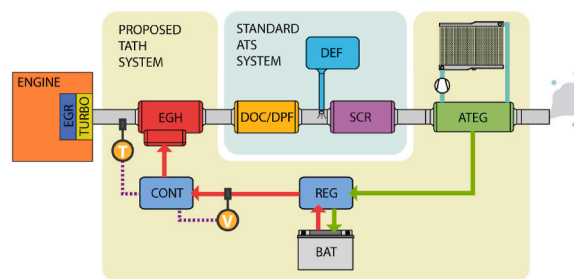 PROPOSED
TATH
SYSTEM
STANDARD
ATS
SYSTEM
DEF
ENGINE
EGR
TURBO
EGH
DOC/DPF
SCR
ATEG
T
CONT
REG
V
BAT